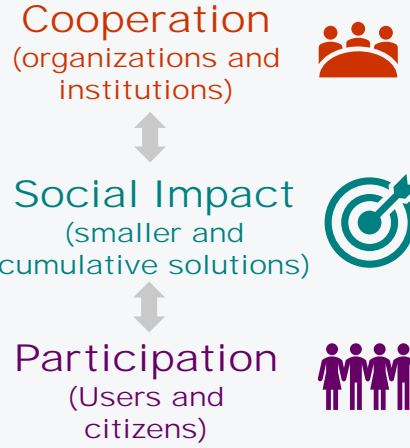 Cooperation
(organizations and
institutions)
Social Impact
(smaller and
cumulative solutions)
Participation
(Users and
citizens)